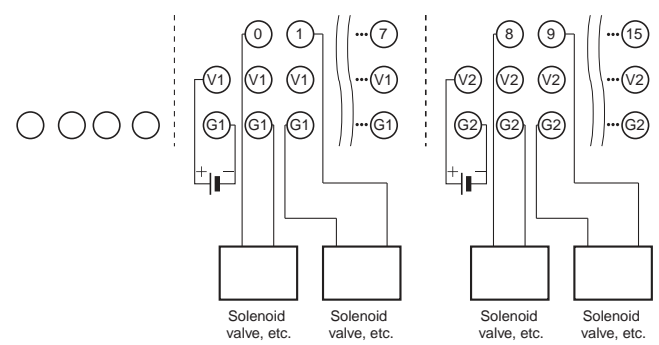 0 1 ••• 7 8 9 ••• 15
V1 V1 V1 ••• V1 V2 V2 V2 ••• V2
G1 G1 G1 ••• G1 G2 G2 G2 ••• G2
+ − + −
Solenoid Solenoid Solenoid Solenoid
valve, etc. valve, etc. valve, etc. valve, etc.